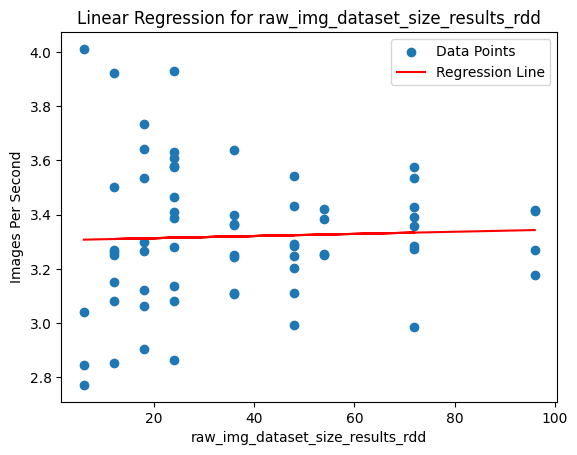 Linear Regression for raw_img_dataset_size_results_rdd
Data Points
Regression Line
Images Per Second
4.0
3.8
3.6
3.4
3.2
3.0
2.8
20
40
60
80
100
raw_img_dataset_size_results_rdd